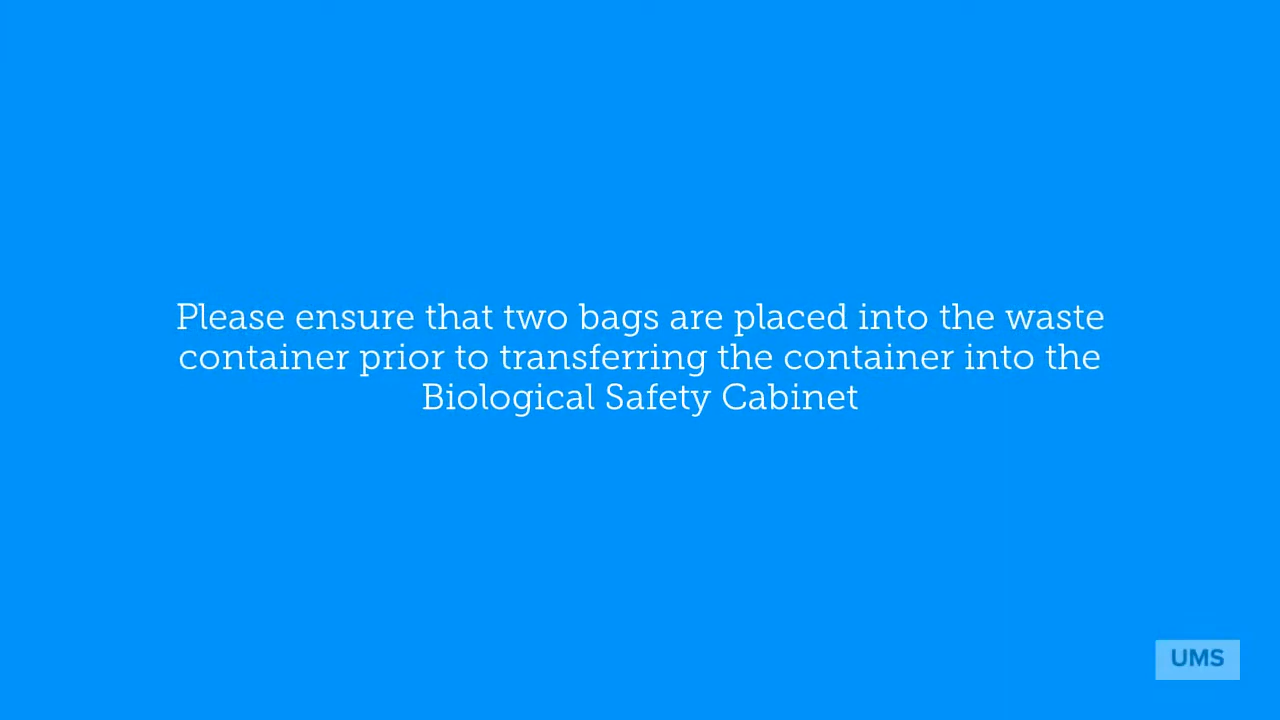 Please ensure that two bags are placed into the waste
container prior to transferring the container into the
Biological Safety Cabinet
UMS